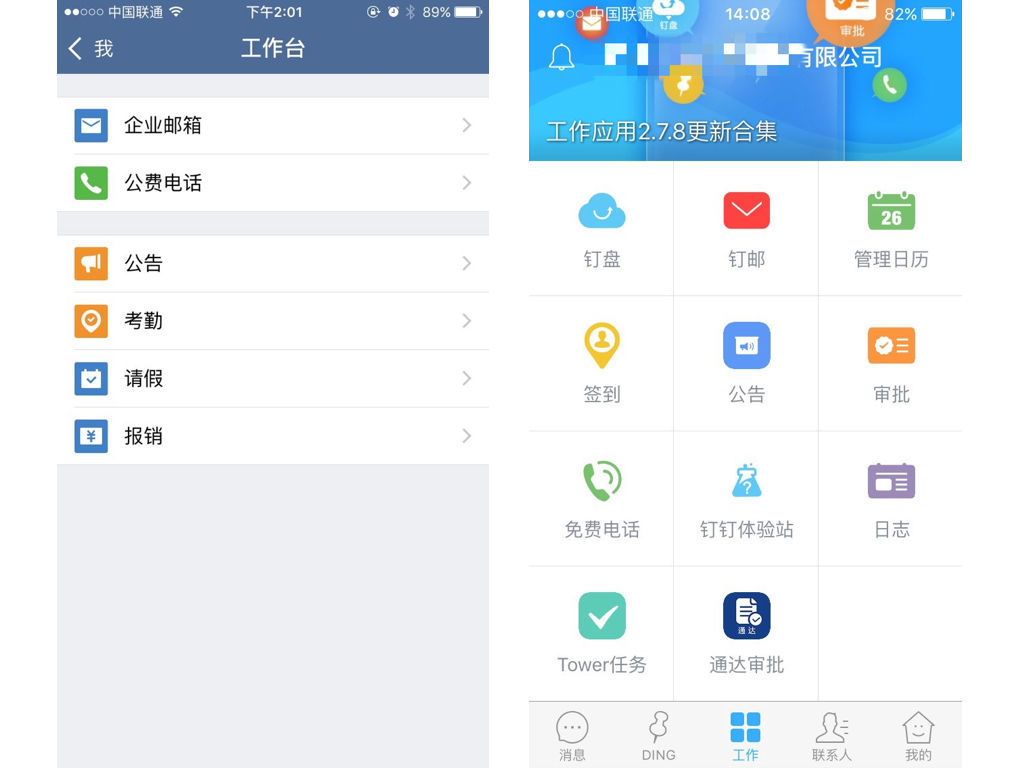 中国联通
下午2:01
89%
我
工作台
企业邮箱
公费电话
公告
考勤
请假
报销
中国联通
14:08
82%
钉盘
审批
有限公司
工作应用2.7.8更新合集
钉盘
钉邮
26
管理日历
签到
公告
审批
免费电话
?
钉钉体验站
日志
Tower任务
通达
通达审批
消息
DING
工作
联系人
我的